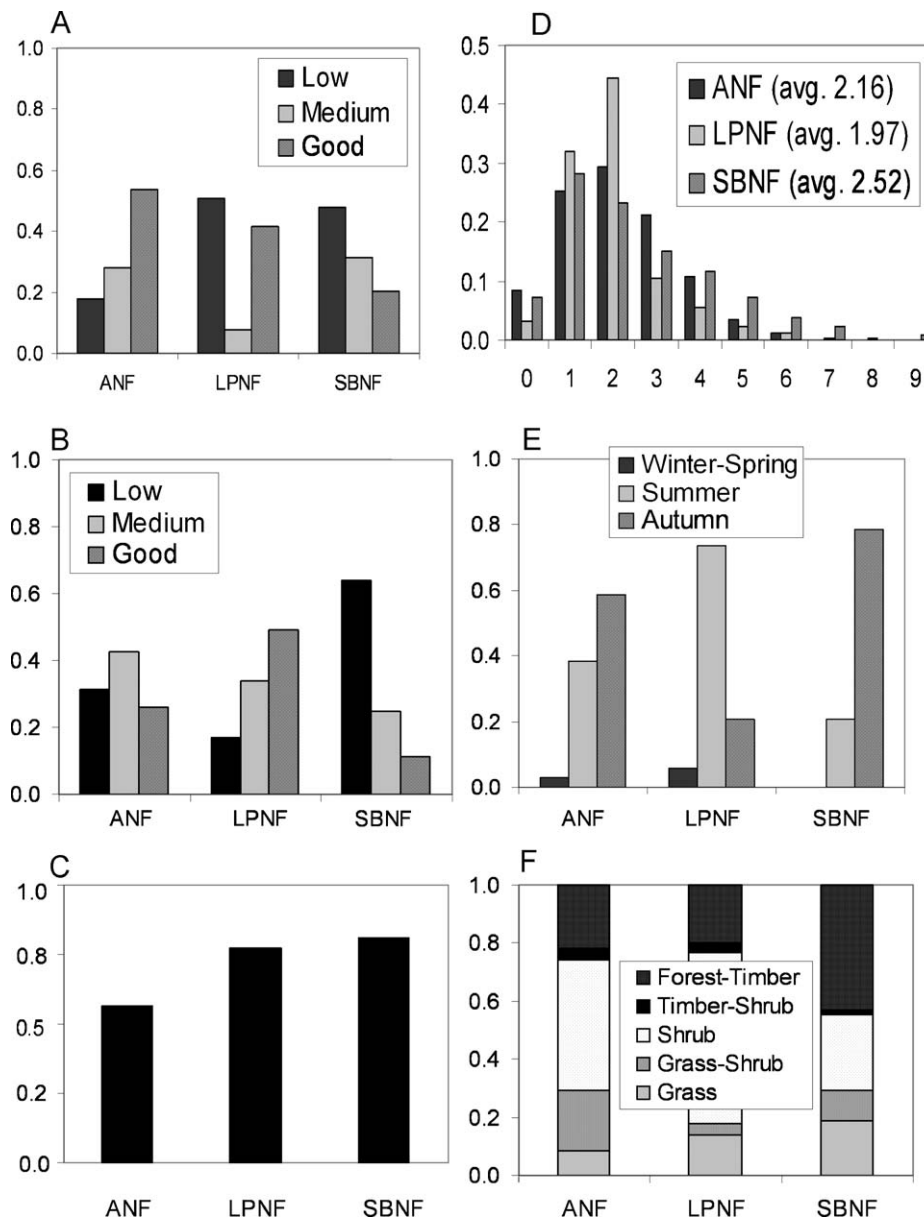 A
1.0
0.8
0.6
0.4
0.2
0.0
Low
Medium
Good
ANF LPNF SBNF
D
0.5
0.4
0.3
0.2
0.1
0.0
ANF (avg. 2.16)
LPNF (avg. 1.97)
SBNF (avg. 2.52)
0 1 2 3 4 5 6 7 8 9
B
1.0
0.8
0.6
0.4
0.2
0.0
Low
Medium
Good
ANF LPNF SBNF
E
1.0
0.8
0.6
0.4
0.2
0.0
Winter-Spring
Summer
Autumn
ANF LPNF SBNF
C
1.0
0.8
0.5
0.2
0.0
ANF LPNF SBNF
F
1.0
0.8
0.6
0.4
0.2
0.0
Forest-Timber
Timber-Shrub
Shrub
Grass-Shrub
Grass
ANF LPNF SBNF